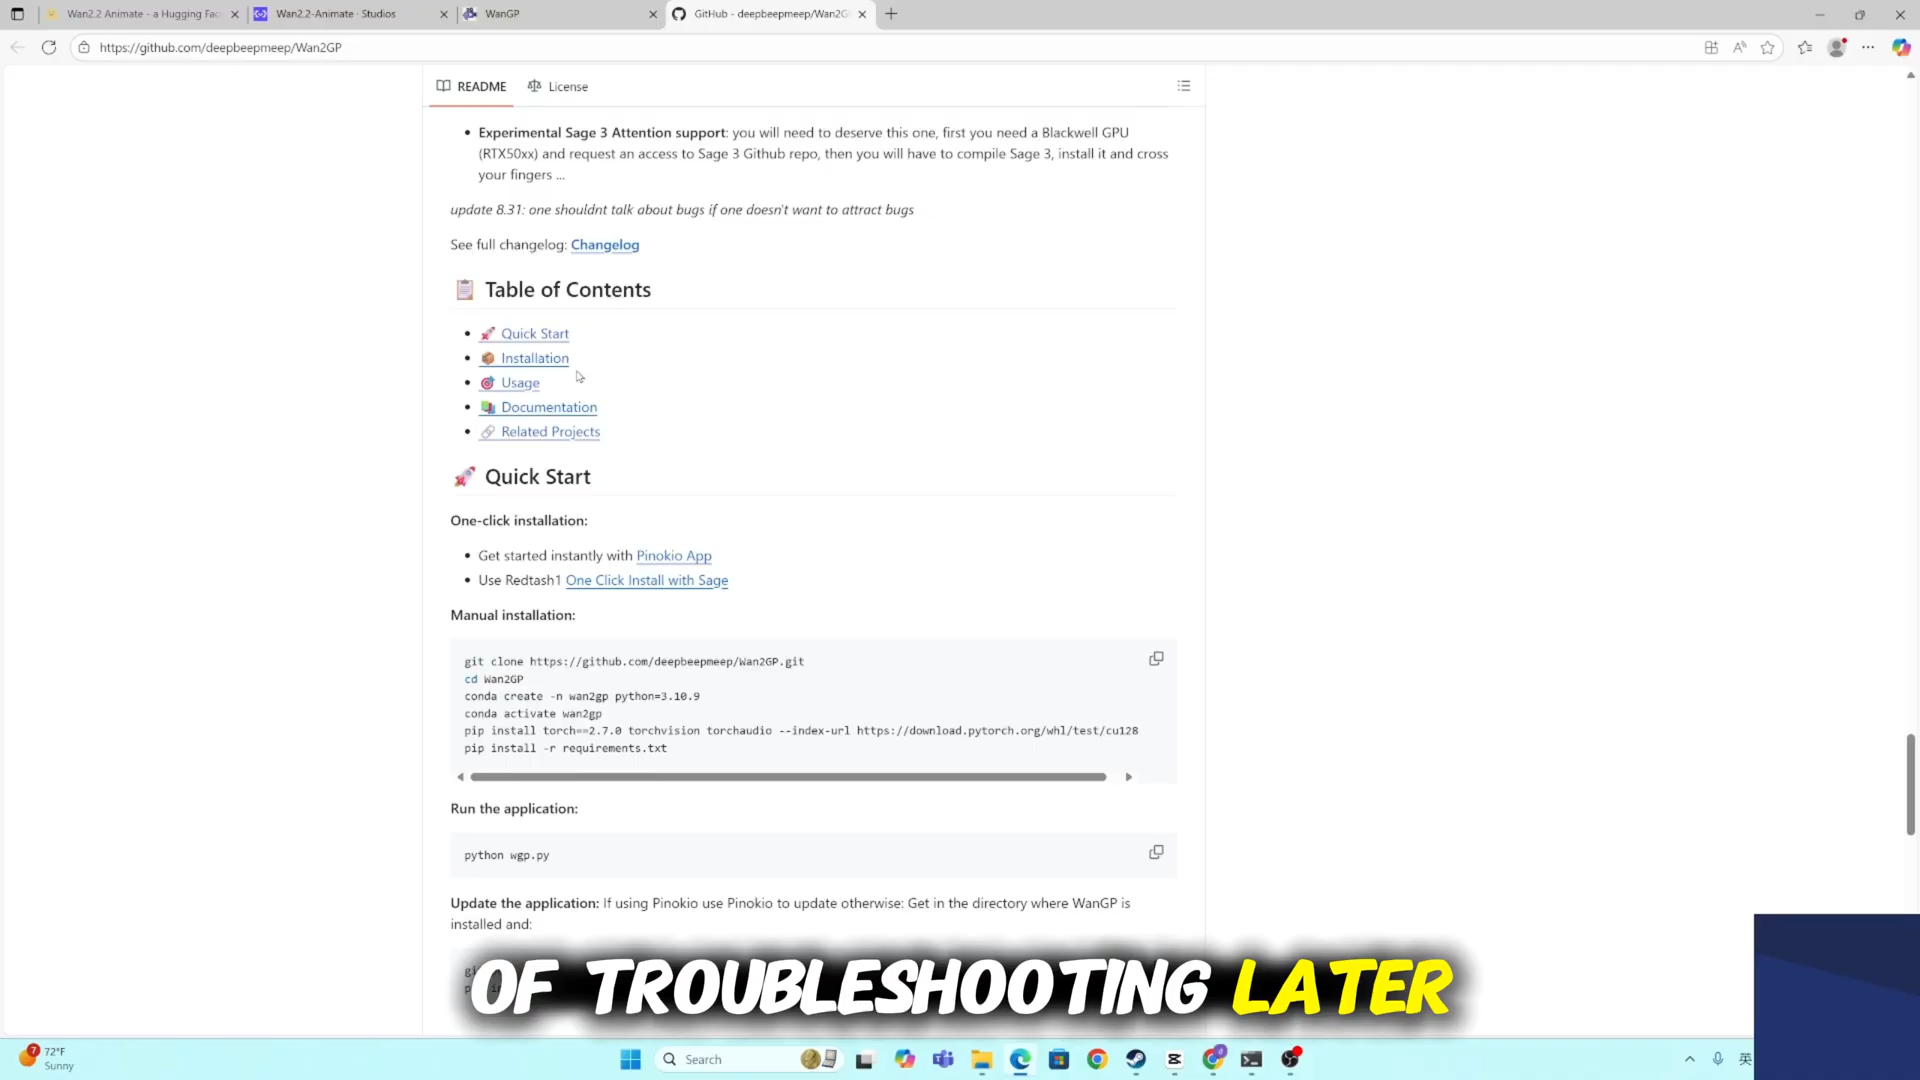 Wan2.2 Animate - a Hugging Fac
Wan2.2-Animate · Studios
WanGP
GitHub - deepbeepmeep/Wan2G
https://github.com/deepbeepmeep/Wan2GP
README
License
• Experimental Sage 3 Attention support: you will need to deserve this one, first you need a Blackwell GPU
(RTX50xx) and request an access to Sage 3 Github repo, then you will have to compile Sage 3, install it and cross
your fingers ...
update 8.31: one shouldnt talk about bugs if one doesn't want to attract bugs
See full changelog: Changelog
📋 Table of Contents
• 🚀 Quick Start
• 📦 Installation
• 🎯 Usage
• 📚 Documentation
• 🔗 Related Projects
🚀 Quick Start
One-click installation:
• Get started instantly with Pinokio App
• Use Redtash1 One Click Install with Sage
Manual installation:
git clone https://github.com/deepbeepmeep/Wan2GP.git
cd Wan2GP
conda create -n wan2gp python=3.10.9
conda activate wan2gp
pip install torch==2.7.0 torchvision torchaudio --index-url https://download.pytorch.org/whl/test/cu128
pip install -r requirements.txt
Run the application:
python wgp.py
Update the application: If using Pinokio use Pinokio to update otherwise: Get in the directory where WanGP is
installed and:
OF TROUBLESHOOTING LATER
7
72°F
Sunny
Search
英